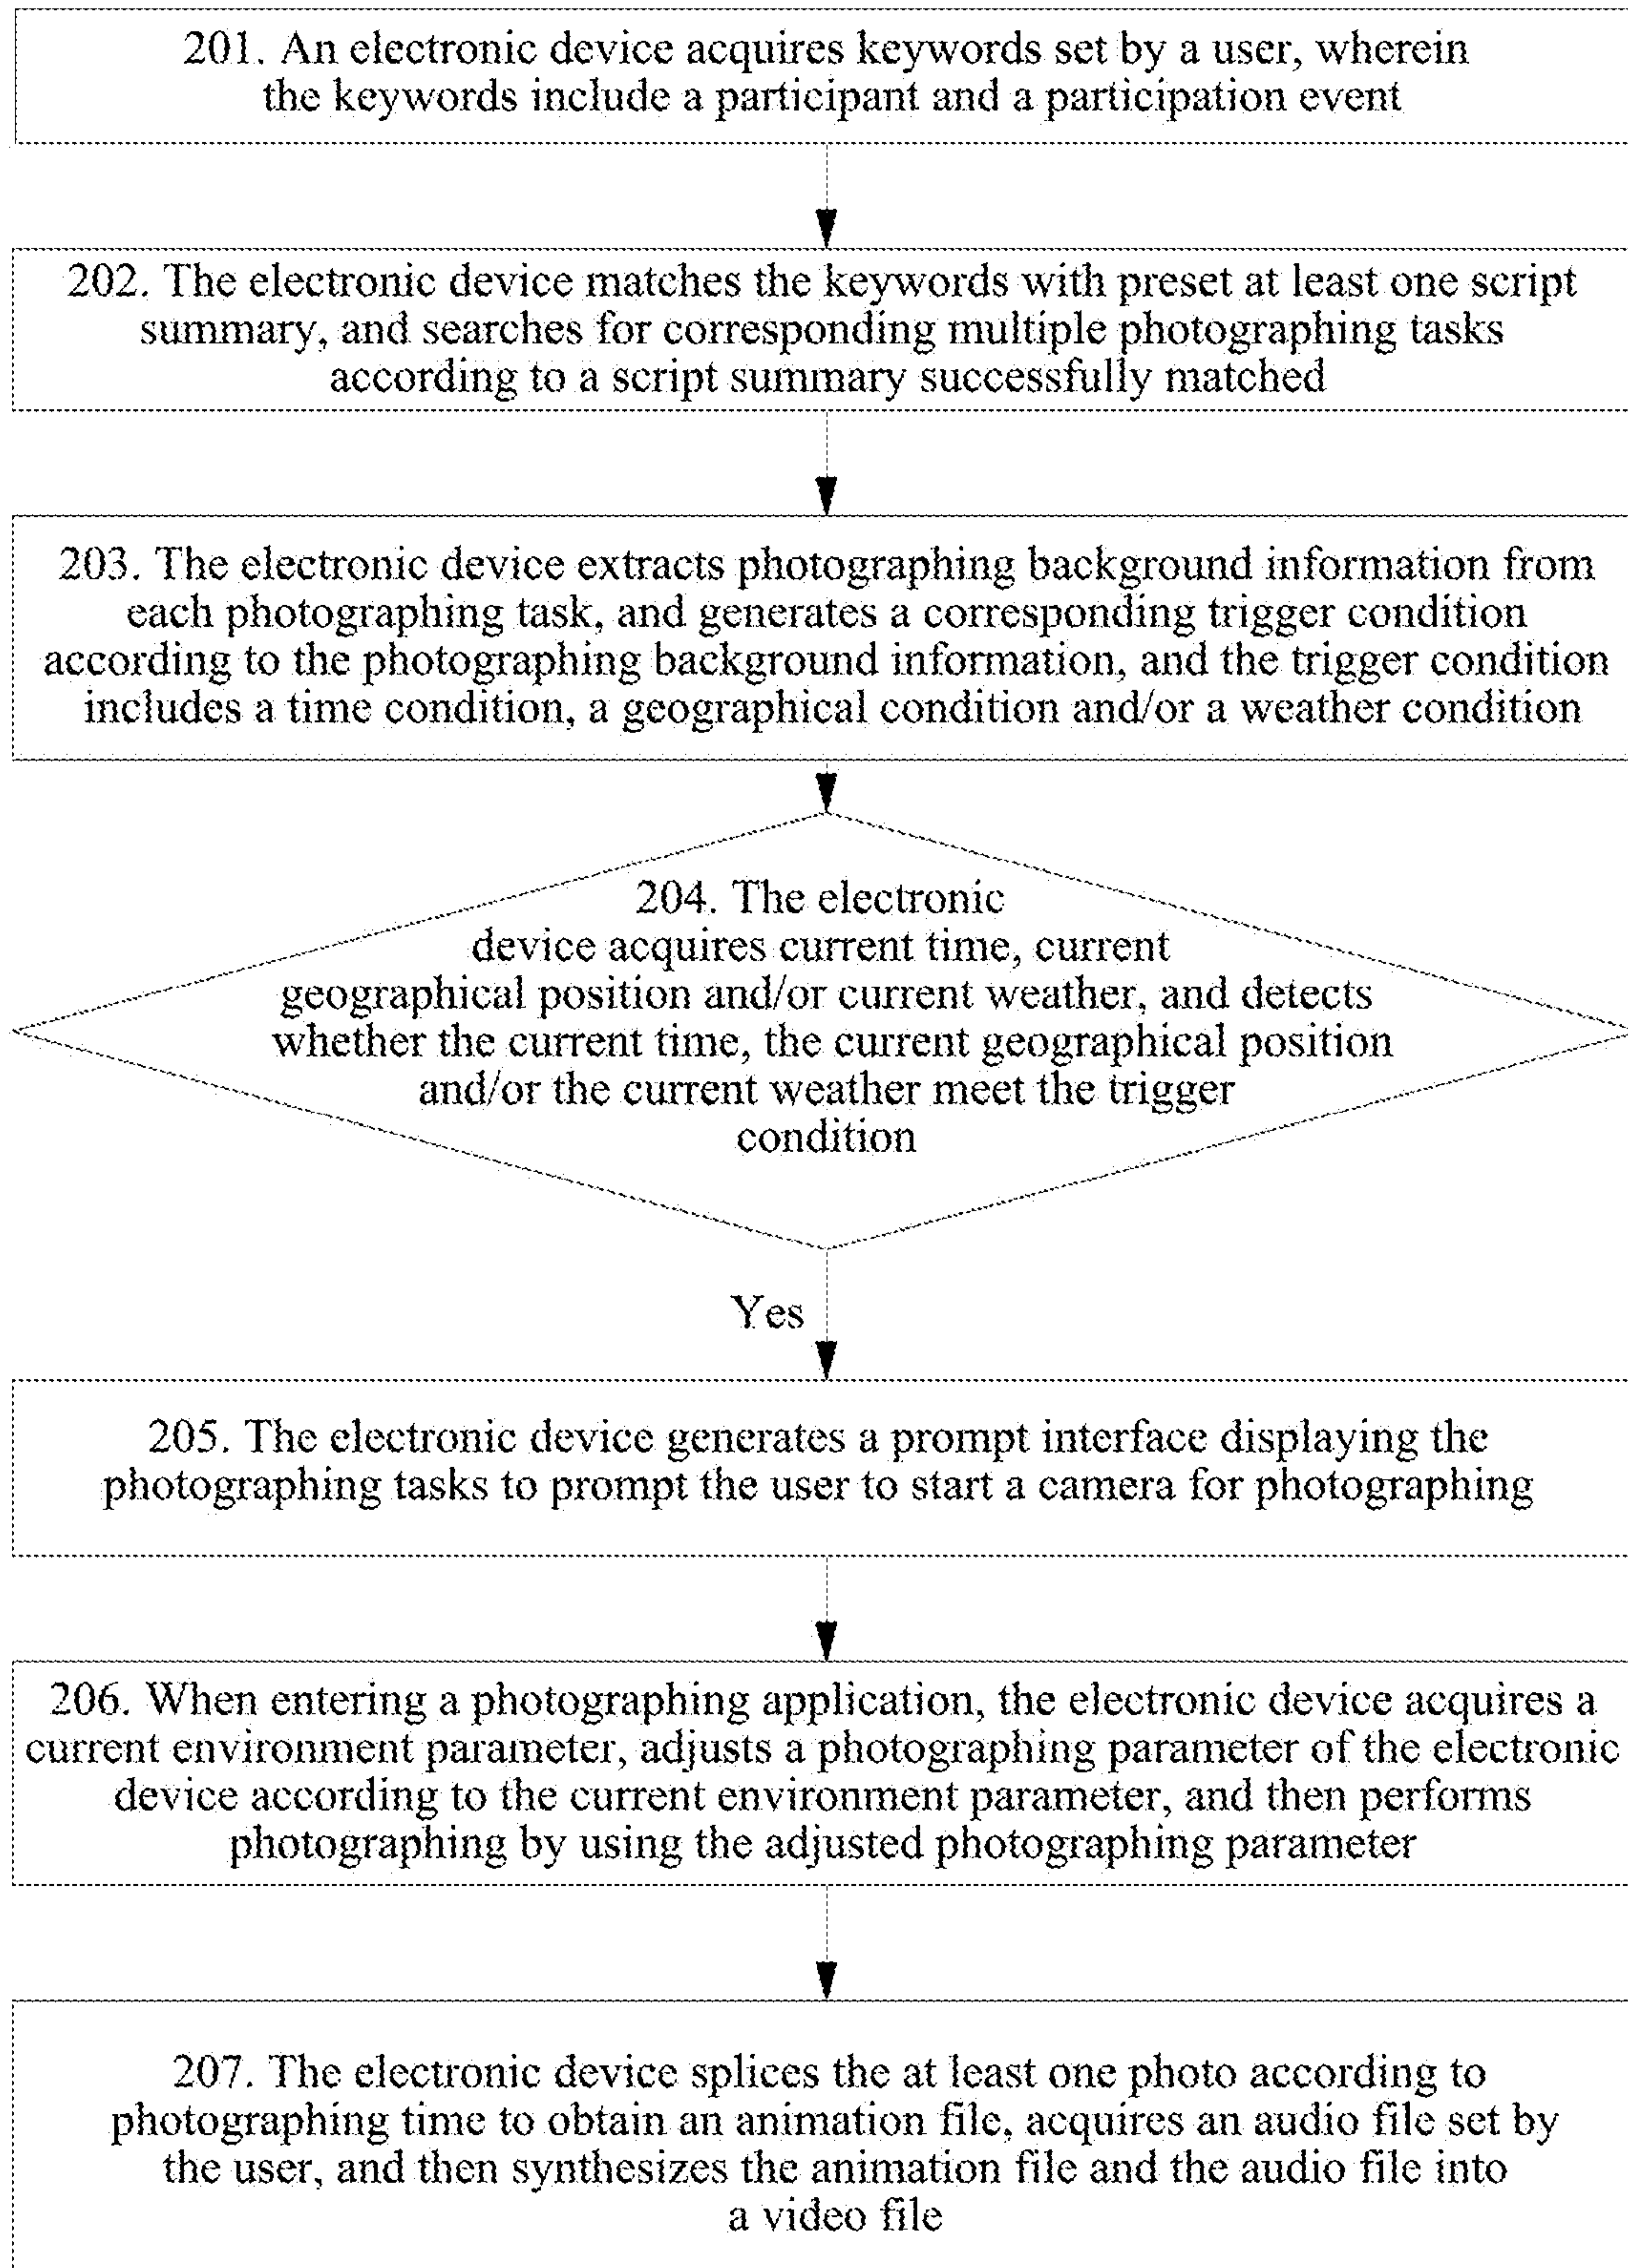 201. An electronic device acquires keywords set by a user, wherein
the keywords include a participant and a participation event
202. The electronic device matches the keywords with preset at least one script
summary, and searches for corresponding multiple photographing tasks
according to a script summary successfully matched
203. The electronic device extracts photographing background information from
each photographing task, and generates a corresponding trigger condition
according to the photographing background information, and the trigger condition
includes a time condition, a geographical condition and/or a weather condition
204. The electronic
device acquires current time, current
geographical position and/or current weather, and detects
whether the current time, the current geographical position
and/or the current weather meet the trigger
condition
Yes
205. The electronic device generates a prompt interface displaying the
photographing tasks to prompt the user to start a camera for photographing
206. When entering a photographing application, the electronic device acquires a
current environment parameter, adjusts a photographing parameter of the electronic
device according to the current environment parameter, and then performs
photographing by using the adjusted photographing parameter
207. The electronic device splices the at least one photo according to
photographing time to obtain an animation file, acquires an audio file set by
the user, and then synthesizes the animation file and the audio file into
a video file